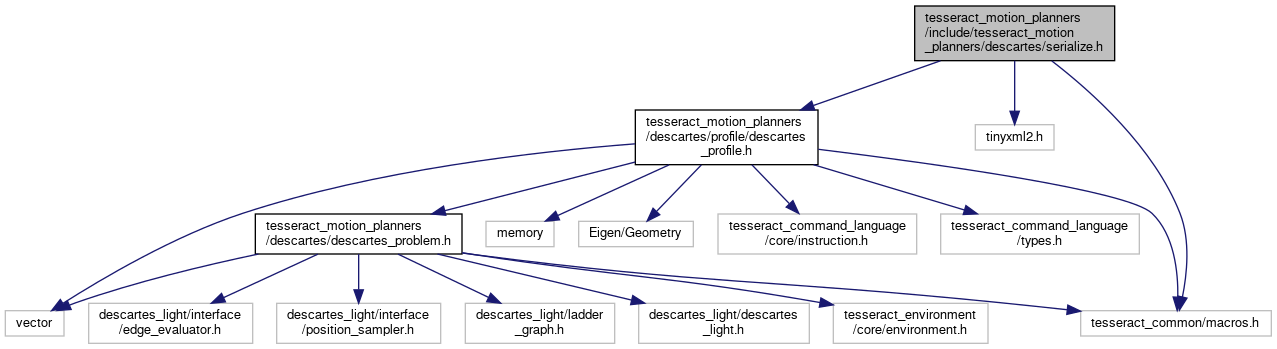 tesseract_motion_planners
/include/tesseract_motion
_planners/descartes/serialize.h
tesseract_motion_planners
/descartes/profile/descartes
_profile.h
tinyxml2.h
tesseract_motion_planners
/descartes/descartes_problem.h
memory
Eigen/Geometry
tesseract_command_language
/core/instruction.h
tesseract_command_language
/types.h
vector
descartes_light/interface
/edge_evaluator.h
descartes_light/interface
/position_sampler.h
descartes_light/ladder
_graph.h
descartes_light/descartes
_light.h
tesseract_environment
/core/environment.h
tesseract_common/macros.h